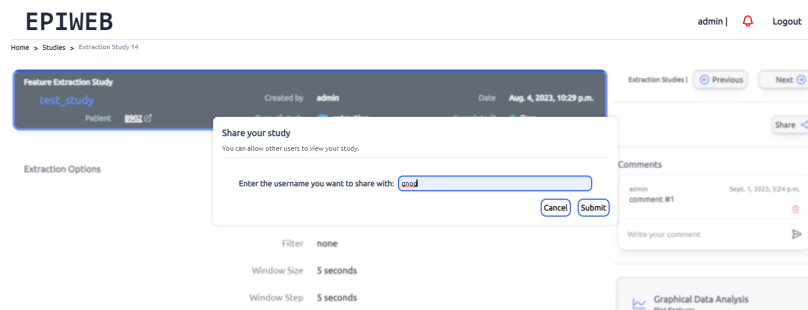 EPIWEB
admin |
Logout
Home > Studies > Extraction Study 14
Feature Extraction Study
test_study
Created by admin
Date Aug. 4, 2023, 10:29 p.m.
Patient 8902
Extraction Studies |
Previous
Next
Share
Share your study
You can allow other users to view your study.
Enter the username you want to share with:
Cancel
Submit
Extraction Options
Filter none
Window Size 5 seconds
Window Step 5 seconds
Comments
admin
Sept. 1, 2023, 5:24 p.m.
comment #1
Write your comment
Graphical Data Analysis